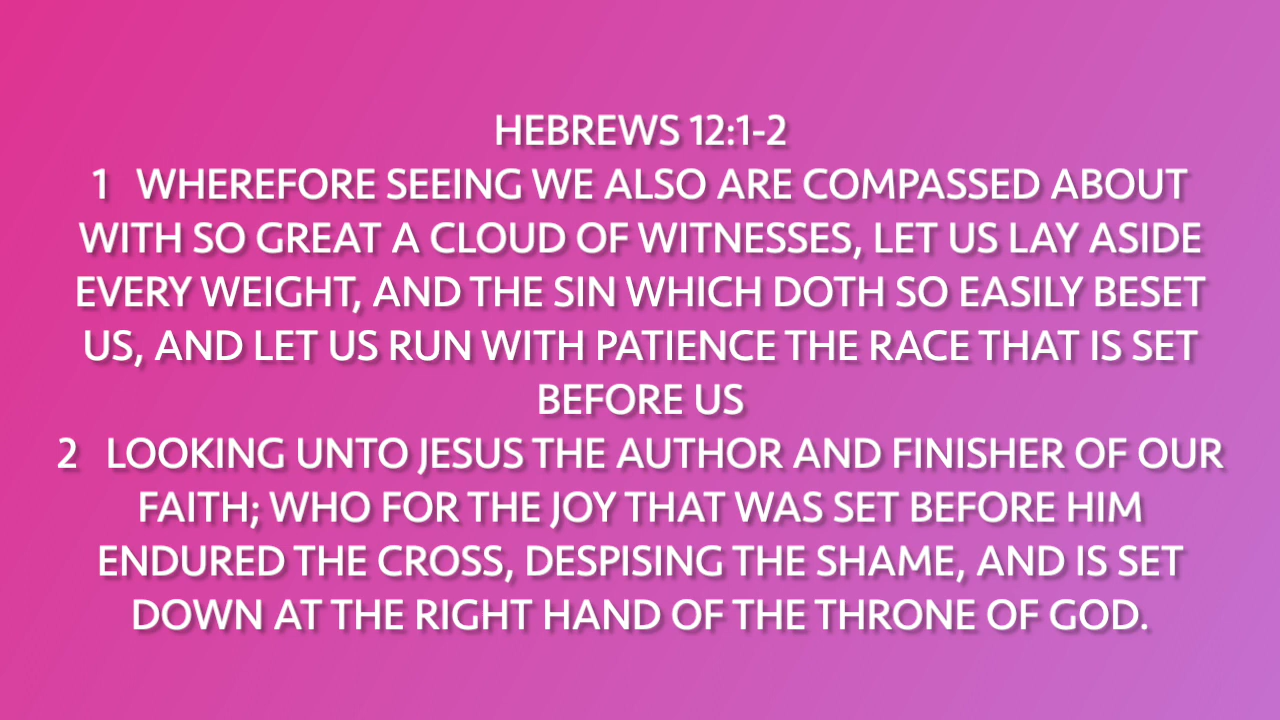 HEBREWS 12:1-2
1 WHEREFORE SEEING WE ALSO ARE COMPASSED ABOUT
WITH SO GREAT A CLOUD OF WITNESSES, LET US LAY ASIDE
EVERY WEIGHT, AND THE SIN WHICH DOTH SO EASILY BESET
US, AND LET US RUN WITH PATIENCE THE RACE THAT IS SET
BEFORE US
2 LOOKING UNTO JESUS THE AUTHOR AND FINISHER OF OUR
FAITH; WHO FOR THE JOY THAT WAS SET BEFORE HIM
ENDURED THE CROSS, DESPISING THE SHAME, AND IS SET
DOWN AT THE RIGHT HAND OF THE THRONE OF GOD.